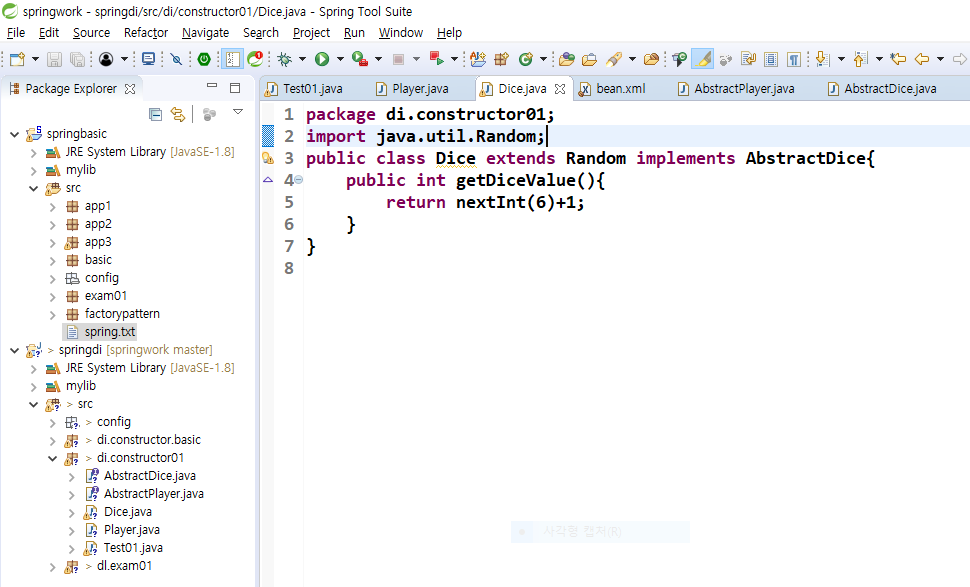 springwork - springdi/src/di/constructor01/Dice.java - Spring Tool Suite
File Edit Source Refactor Navigate Search Project Run Window Help
Package Explorer
Test01.java Player.java Dice.java bean.xml AbstractPlayer.java AbstractDice.java
springbasic
JRE System Library [JavaSE-1.8]
mylib
src
app1
app2
app3
basic
config
exam01
factorypattern
spring.txt
> springdi [springwork master]
JRE System Library [JavaSE-1.8]
mylib
> src
> config
> di.constructor.basic
> di.constructor01
AbstractDice.java
AbstractPlayer.java
Dice.java
Player.java
Test01.java
> dl.exam01
1 package di.constructor01;
2 import java.util.Random;
3 public class Dice extends Random implements AbstractDice{
4 public int getDiceValue(){
5 return nextInt(6)+1;
6 }
7 }
8
사각형 캡처(R)